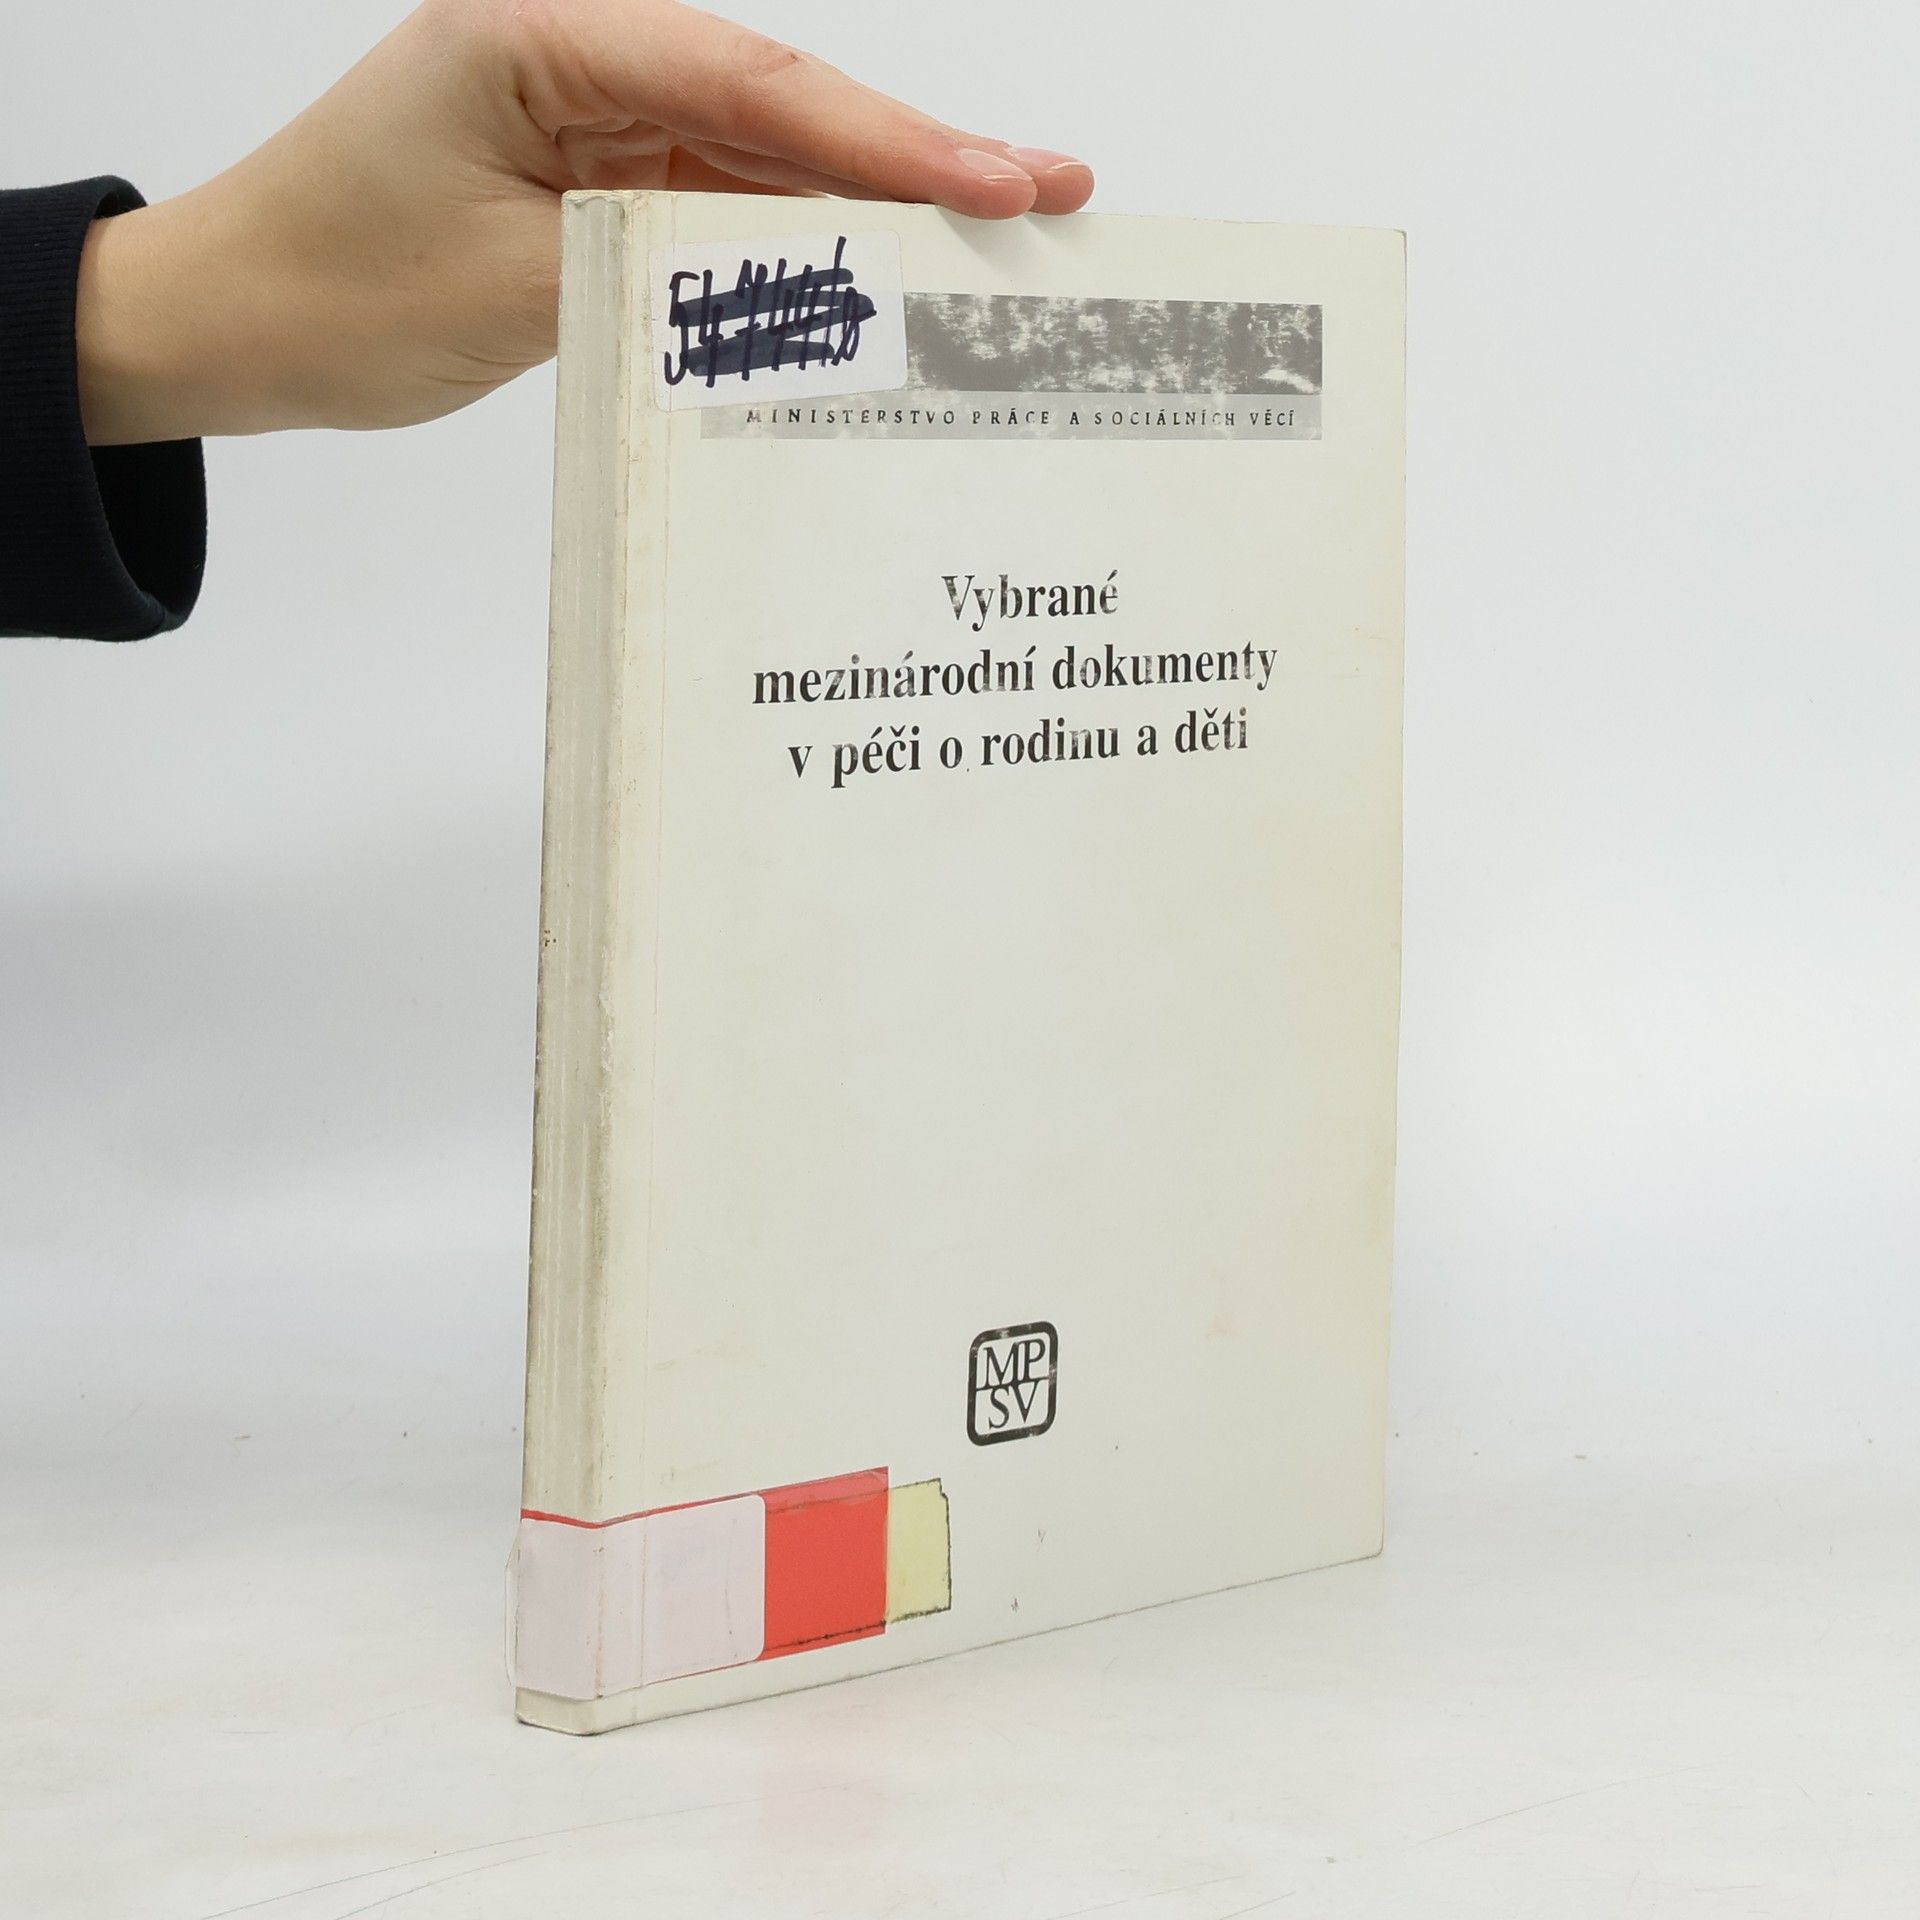 MINISTERSTVO PRÁCE A SOCIÁLNÍCH VĚCÍ
Vybrané
mezinárodní dokumenty
v péči o rodinu a děti
MP
SV